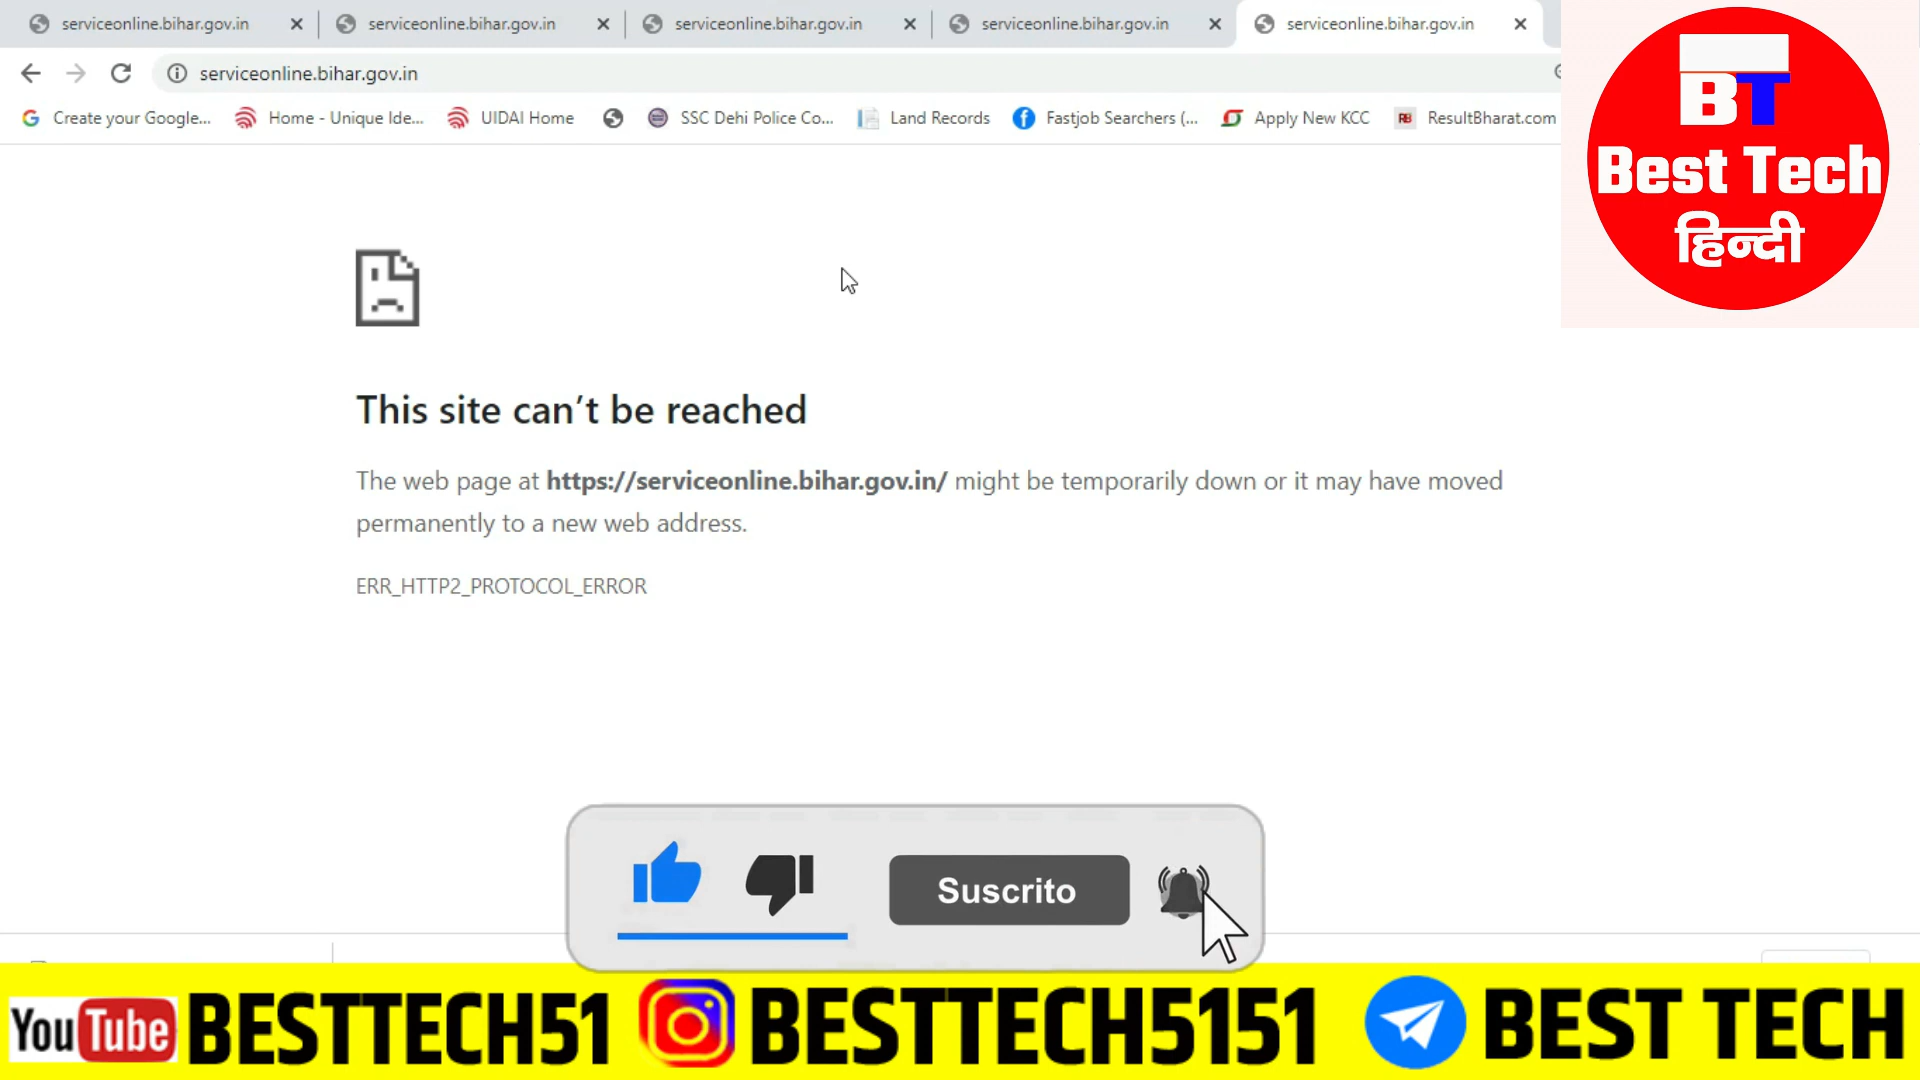 serviceonline.bihar.gov.in
serviceonline.bihar.gov.in
serviceonline.bihar.gov.in
serviceonline.bihar.gov.in
serviceonline.bihar.gov.in
serviceonline.bihar.gov.in
Create your Google...
Home - Unique Ide...
UIDAI Home
SSC Dehi Police Co...
Land Records
Fastjob Searchers (...
Apply New KCC
RB
ResultBharat.com
BT
Best Tech
हिन्दी
This site can’t be reached
The web page at https://serviceonline.bihar.gov.in/ might be temporarily down or it may have moved
permanently to a new web address.
ERR_HTTP2_PROTOCOL_ERROR
Suscrito
YouTube BESTTECH51 BESTTECH5151 BEST TECH